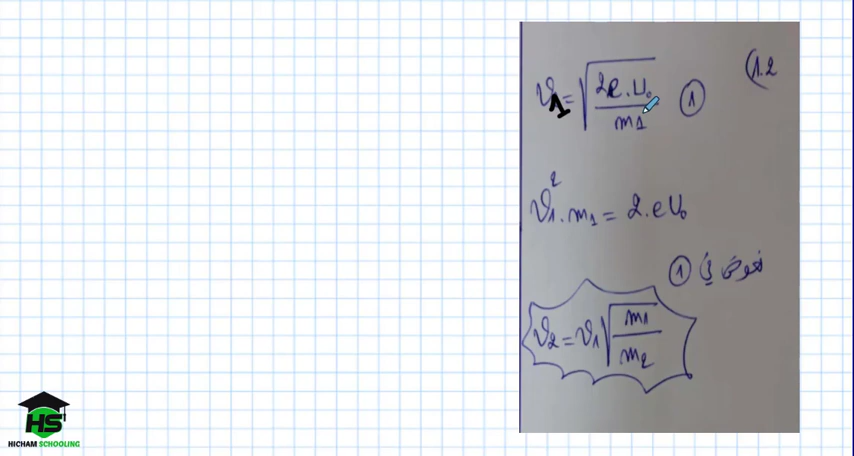 (1.2
v₁ = √(2e.U₀ / m₁) ①
v₁².m₁ = 2.eU₀
نعوض في ①
v₂ = v₁ √(m₁ / m₂)
HS
HICHAM SCHOOLING